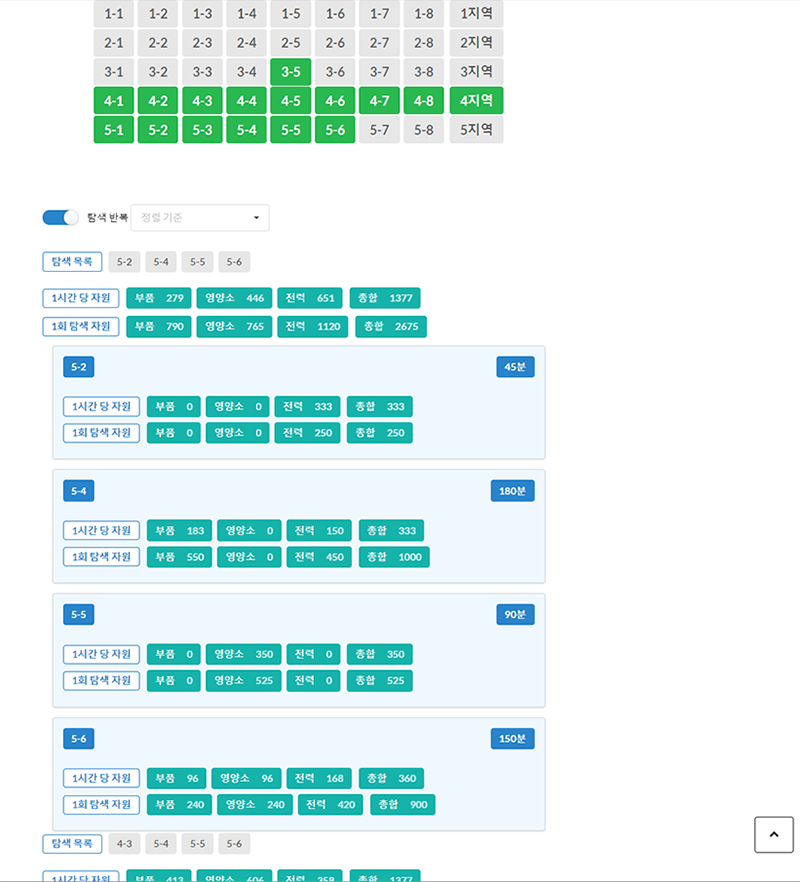 1-1 1-2 1-3 1-4 1-5 1-6 1-7 1-8 1지역
2-1 2-2 2-3 2-4 2-5 2-6 2-7 2-8 2지역
3-1 3-2 3-3 3-4 3-5 3-6 3-7 3-8 3지역
4-1 4-2 4-3 4-4 4-5 4-6 4-7 4-8 4지역
5-1 5-2 5-3 5-4 5-5 5-6 5-7 5-8 5지역
탐색 반복 정렬 기준
탐색 목록 5-2 5-4 5-5 5-6
1시간 당 자원 부품 279 영양소 446 전력 651 총합 1377
1회 탐색 자원 부품 790 영양소 765 전력 1120 총합 2675
5-2 45분
1시간 당 자원 부품 0 영양소 0 전력 333 총합 333
1회 탐색 자원 부품 0 영양소 0 전력 250 총합 250
5-4 180분
1시간 당 자원 부품 183 영양소 0 전력 150 총합 333
1회 탐색 자원 부품 550 영양소 0 전력 450 총합 1000
5-5 90분
1시간 당 자원 부품 0 영양소 350 전력 0 총합 350
1회 탐색 자원 부품 0 영양소 525 전력 0 총합 525
5-6 150분
1시간 당 자원 부품 96 영양소 96 전력 168 총합 360
1회 탐색 자원 부품 240 영양소 240 전력 420 총합 900
탐색 목록 4-3 5-4 5-5 5-6
1시간 당 자원 부품 413 영양소 606 전력 358 총합 1377